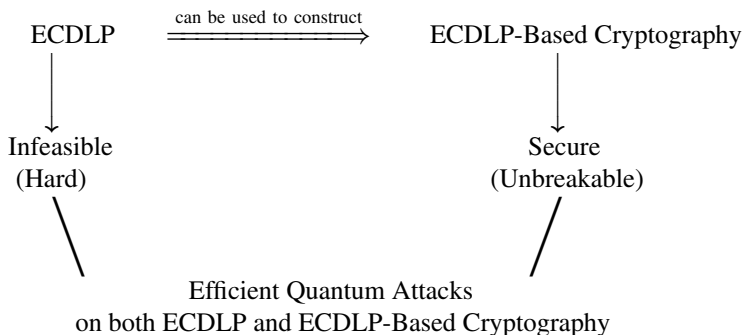 can be used to construct
ECDLP ECDLP-Based Cryptography
Infeasible Secure
(Hard) (Unbreakable)
Efficient Quantum Attacks
on both ECDLP and ECDLP-Based Cryptography